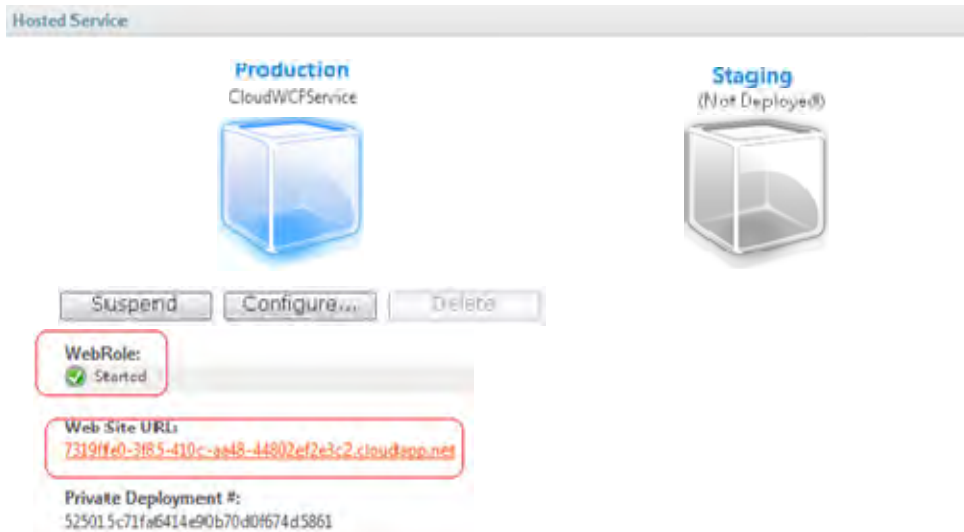 Hosted Service
Production
CloudWCFService
Staging
(Not Deployed)
Suspend
Configure...
Delete
WebRole:
Started
Web Site URL:
7319ffe0-3f85-410c-aa48-44802ef2e3c2.cloudapp.net
Private Deployment #:
525015c71fa6414e90b70d0f674d5861